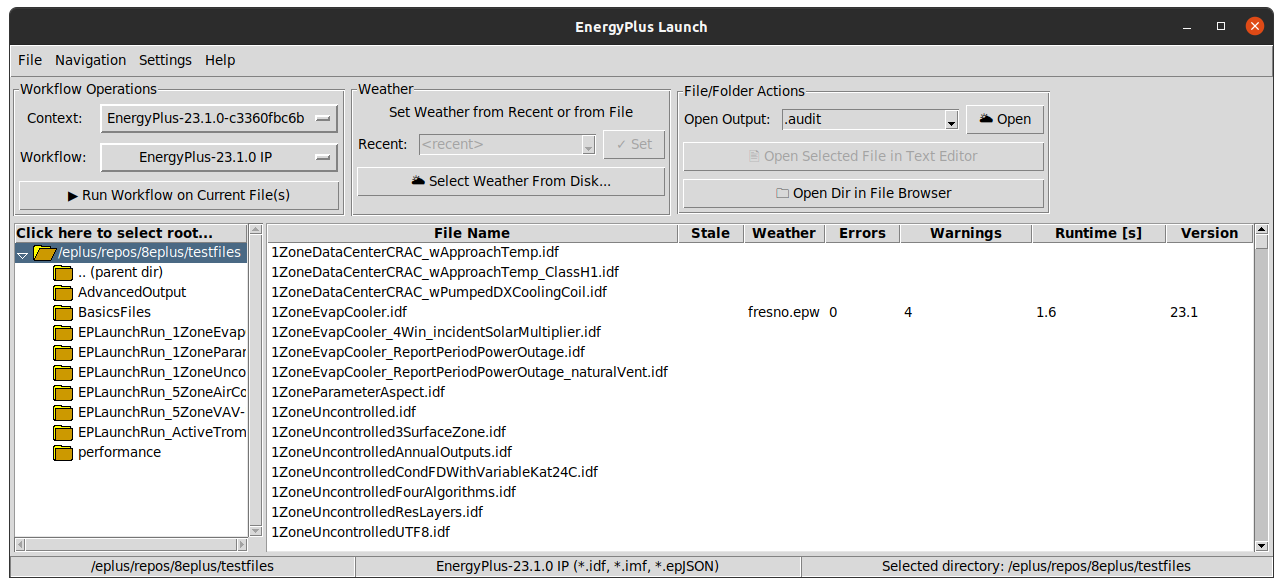 EnergyPlus Launch
File Navigation Settings Help
Workflow Operations
Context: EnergyPlus-23.1.0-c3360fbc6b
Workflow: EnergyPlus-23.1.0 IP
▶ Run Workflow on Current File(s)
Weather
Set Weather from Recent or from File
Recent: <recent> ✓ Set
Select Weather From Disk...
File/Folder Actions
Open Output: .audit Open
Open Selected File in Text Editor
Open Dir in File Browser
Click here to select root...
/eplus/repos/8eplus/testfiles
.. (parent dir)
AdvancedOutput
BasicsFiles
EPLaunchRun_1ZoneEvap
EPLaunchRun_1ZoneParar
EPLaunchRun_1ZoneUnco
EPLaunchRun_5ZoneAirCo
EPLaunchRun_5ZoneVAV-
EPLaunchRun_ActiveTrom
performance
File Name Stale Weather Errors Warnings Runtime [s] Version
1ZoneDataCenterCRAC_wApproachTemp.idf
1ZoneDataCenterCRAC_wApproachTemp_ClassH1.idf
1ZoneDataCenterCRAC_wPumpedDXCoolingCoil.idf
1ZoneEvapCooler.idf fresno.epw 0 4 1.6 23.1
1ZoneEvapCooler_4Win_incidentSolarMultiplier.idf
1ZoneEvapCooler_ReportPeriodPowerOutage.idf
1ZoneEvapCooler_ReportPeriodPowerOutage_naturalVent.idf
1ZoneParameterAspect.idf
1ZoneUncontrolled.idf
1ZoneUncontrolled3SurfaceZone.idf
1ZoneUncontrolledAnnualOutputs.idf
1ZoneUncontrolledCondFDWithVariableKat24C.idf
1ZoneUncontrolledFourAlgorithms.idf
1ZoneUncontrolledResLayers.idf
1ZoneUncontrolledUTF8.idf
/eplus/repos/8eplus/testfiles
EnergyPlus-23.1.0 IP (*.idf, *.imf, *.epJSON)
Selected directory: /eplus/repos/8eplus/testfiles